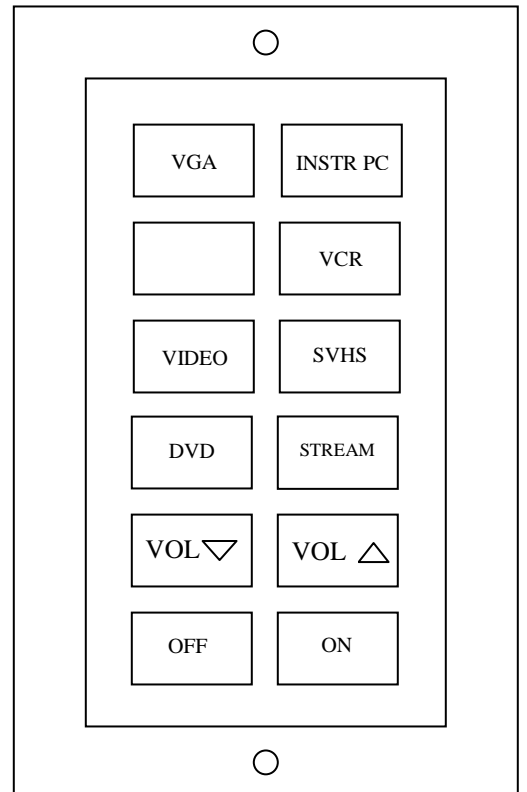 VGA INSTR PC
VCR
VIDEO SVHS
DVD STREAM
VOL VOL
OFF ON